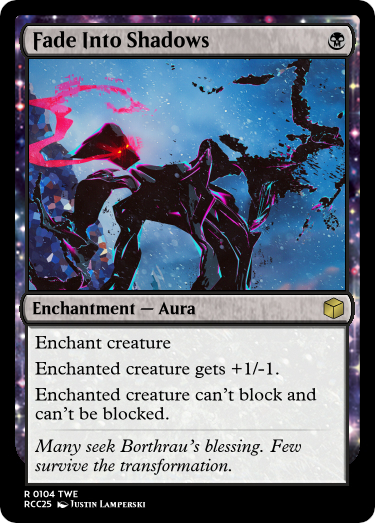 Fade Into Shadows
Enchantment — Aura
Enchant creature
Enchanted creature gets +1/-1.
Enchanted creature can't block and
can't be blocked.
Many seek Borthrau's blessing. Few
survive the transformation.
R 0104 TWE
RCC25 Justin Lamperski